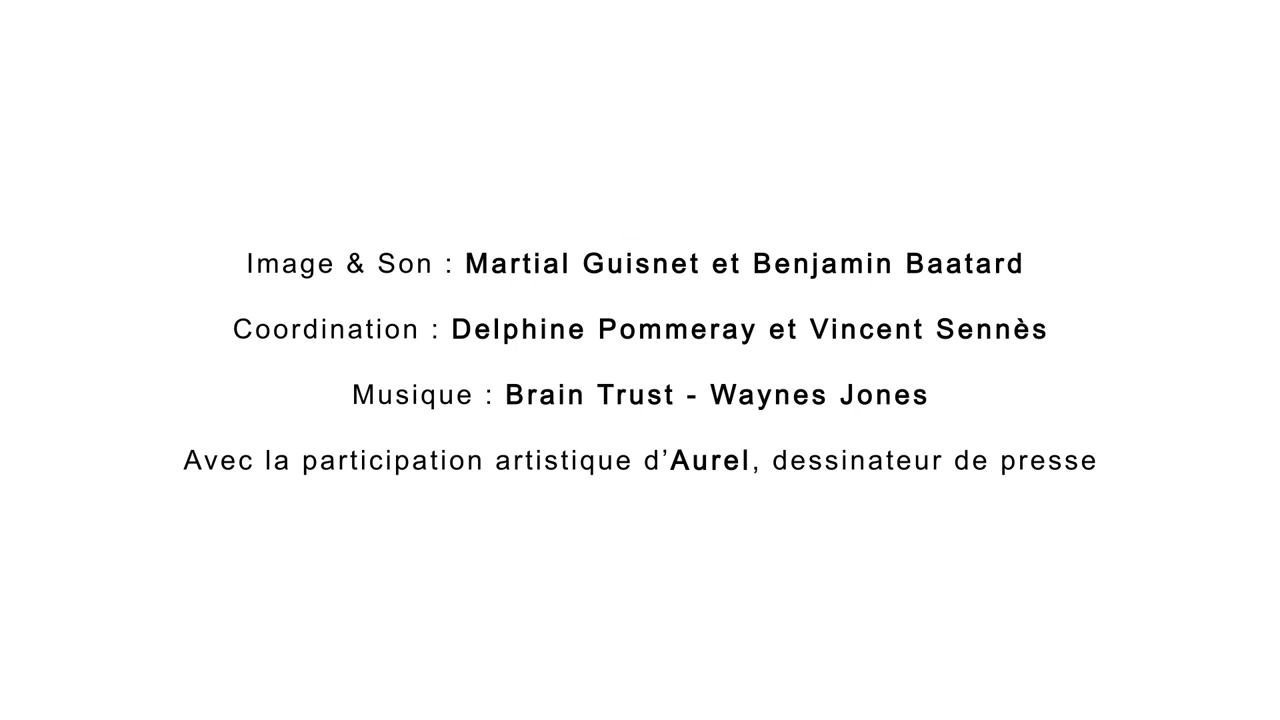 Image & Son : Martial Guisnet et Benjamin Baatard
Coordination : Delphine Pommeray et Vincent Sennès
Musique : Brain Trust - Waynes Jones
Avec la participation artistique d’Aurel, dessinateur de presse